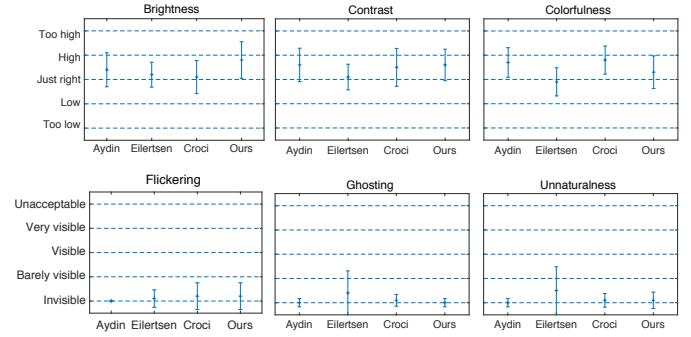 Brightness Contrast Colorfulness
Too high
High
Just right
Low
Too low
Aydin Eilertsen Croci Ours Aydin Eilertsen Croci Ours Aydin Eilertsen Croci Ours
Flickering Ghosting Unnaturalness
Unacceptable
Very visible
Visible
Barely visible
Invisible
Aydin Eilertsen Croci Ours Aydin Eilertsen Croci Ours Aydin Eilertsen Croci Ours